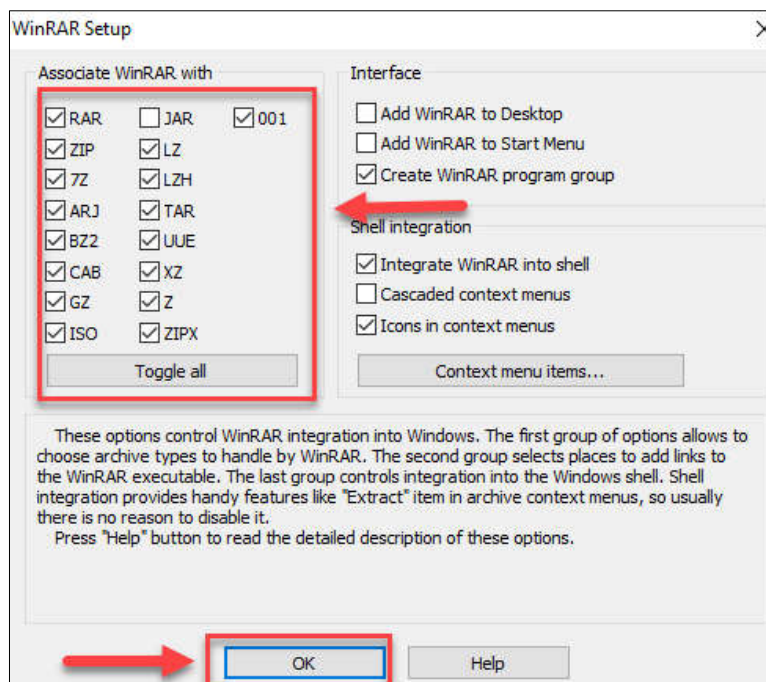 WinRAR Setup
Associate WinRAR with
RAR JAR 001
ZIP LZ
7Z LZH
ARJ TAR
BZ2 UUE
CAB XZ
GZ Z
ISO ZIPX
Toggle all
Interface
Add WinRAR to Desktop
Add WinRAR to Start Menu
Create WinRAR program group
Shell integration
Integrate WinRAR into shell
Cascaded context menus
Icons in context menus
Context menu items...
These options control WinRAR integration into Windows. The first group of options allows to
choose archive types to handle by WinRAR. The second group selects places to add links to
the WinRAR executable. The last group controls integration into the Windows shell. Shell
integration provides handy features like "Extract" item in archive context menus, so usually
there is no reason to disable it.
Press "Help" button to read the detailed description of these options.
OK Help